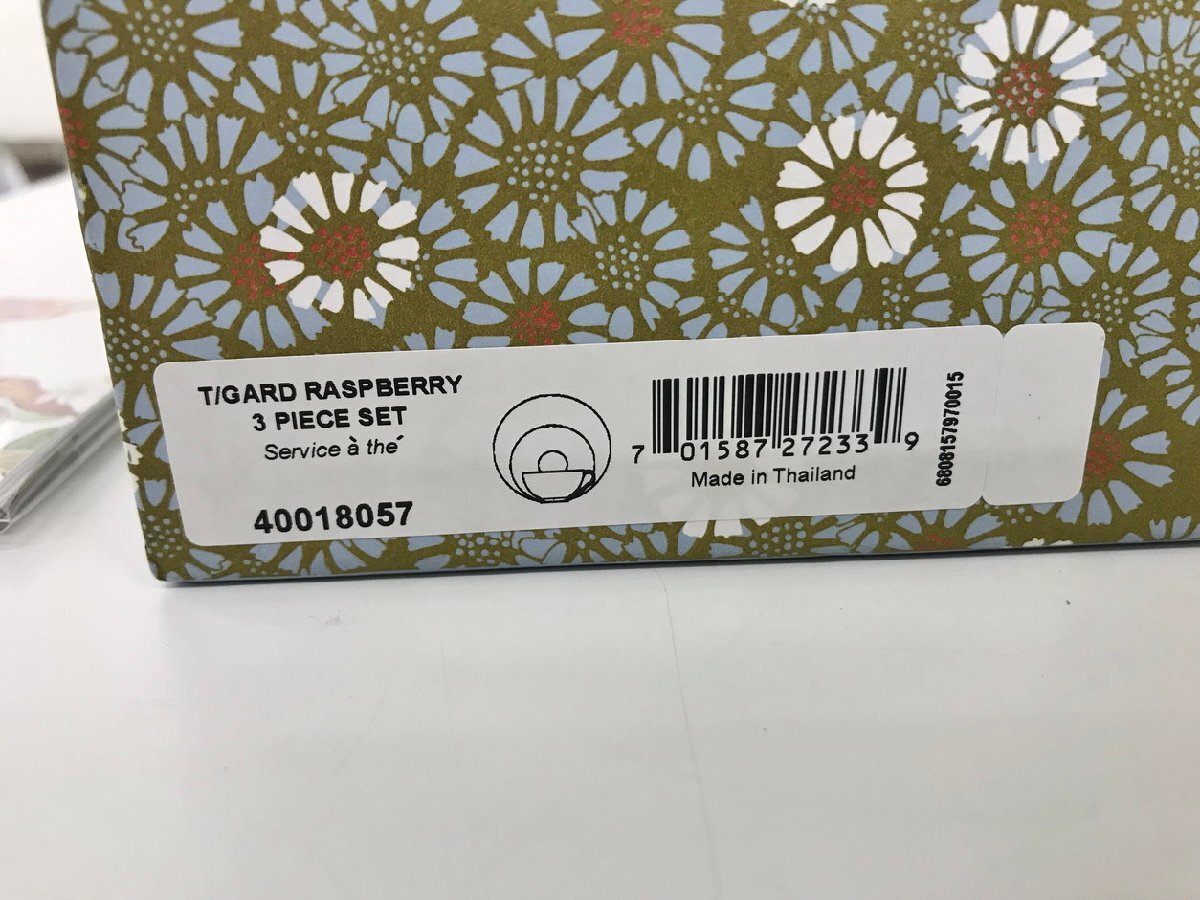 T/GARD RASPBERRY
3 PIECE SET
Service à thé
40018057
7 01587 27233 9
Made in Thailand
6808157970015